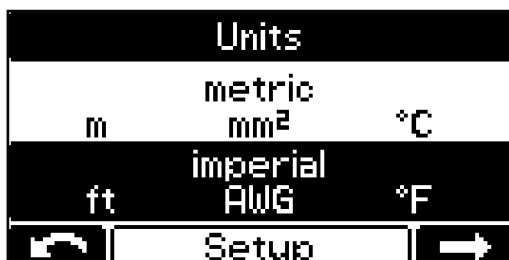 Units
metric
m mm² °C
imperial
ft AWG °F
Setup